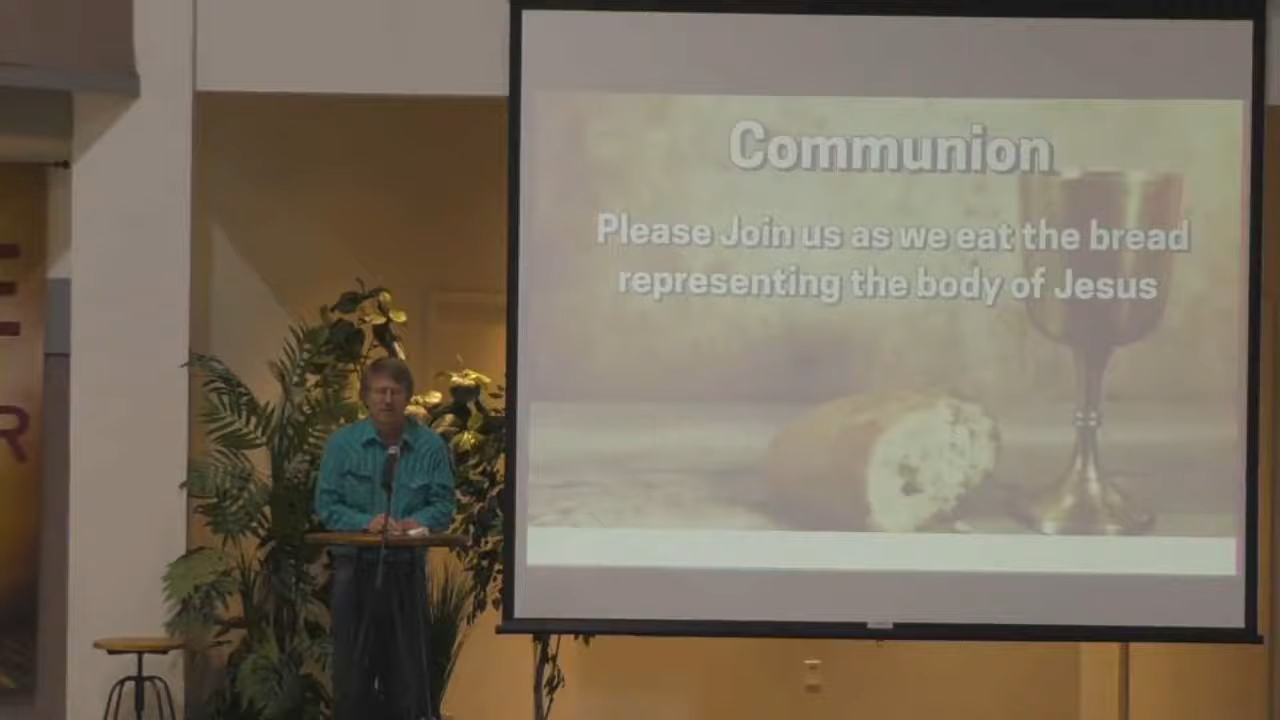 Communion
Please Join us as we eat the bread
representing the body of Jesus